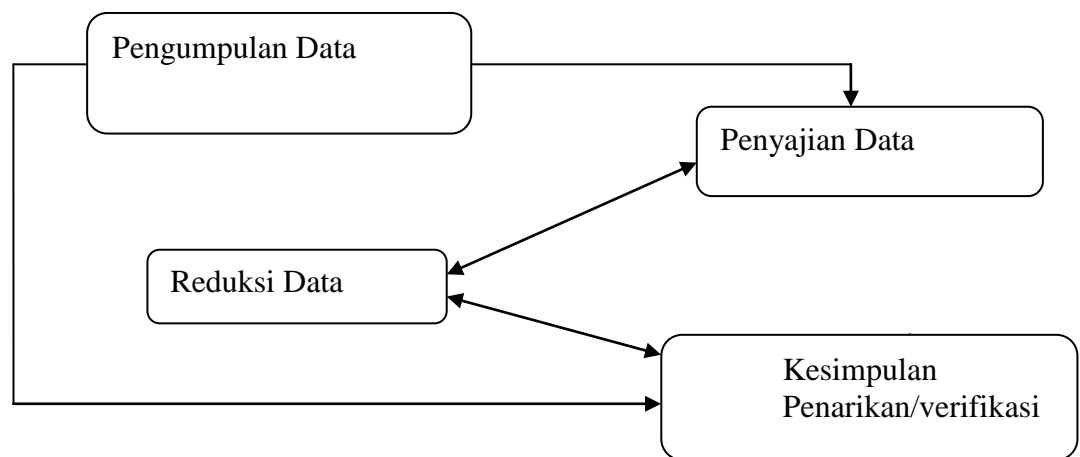 Pengumpulan Data
Penyajian Data
Reduksi Data
Kesimpulan
Penarikan/verifikasi